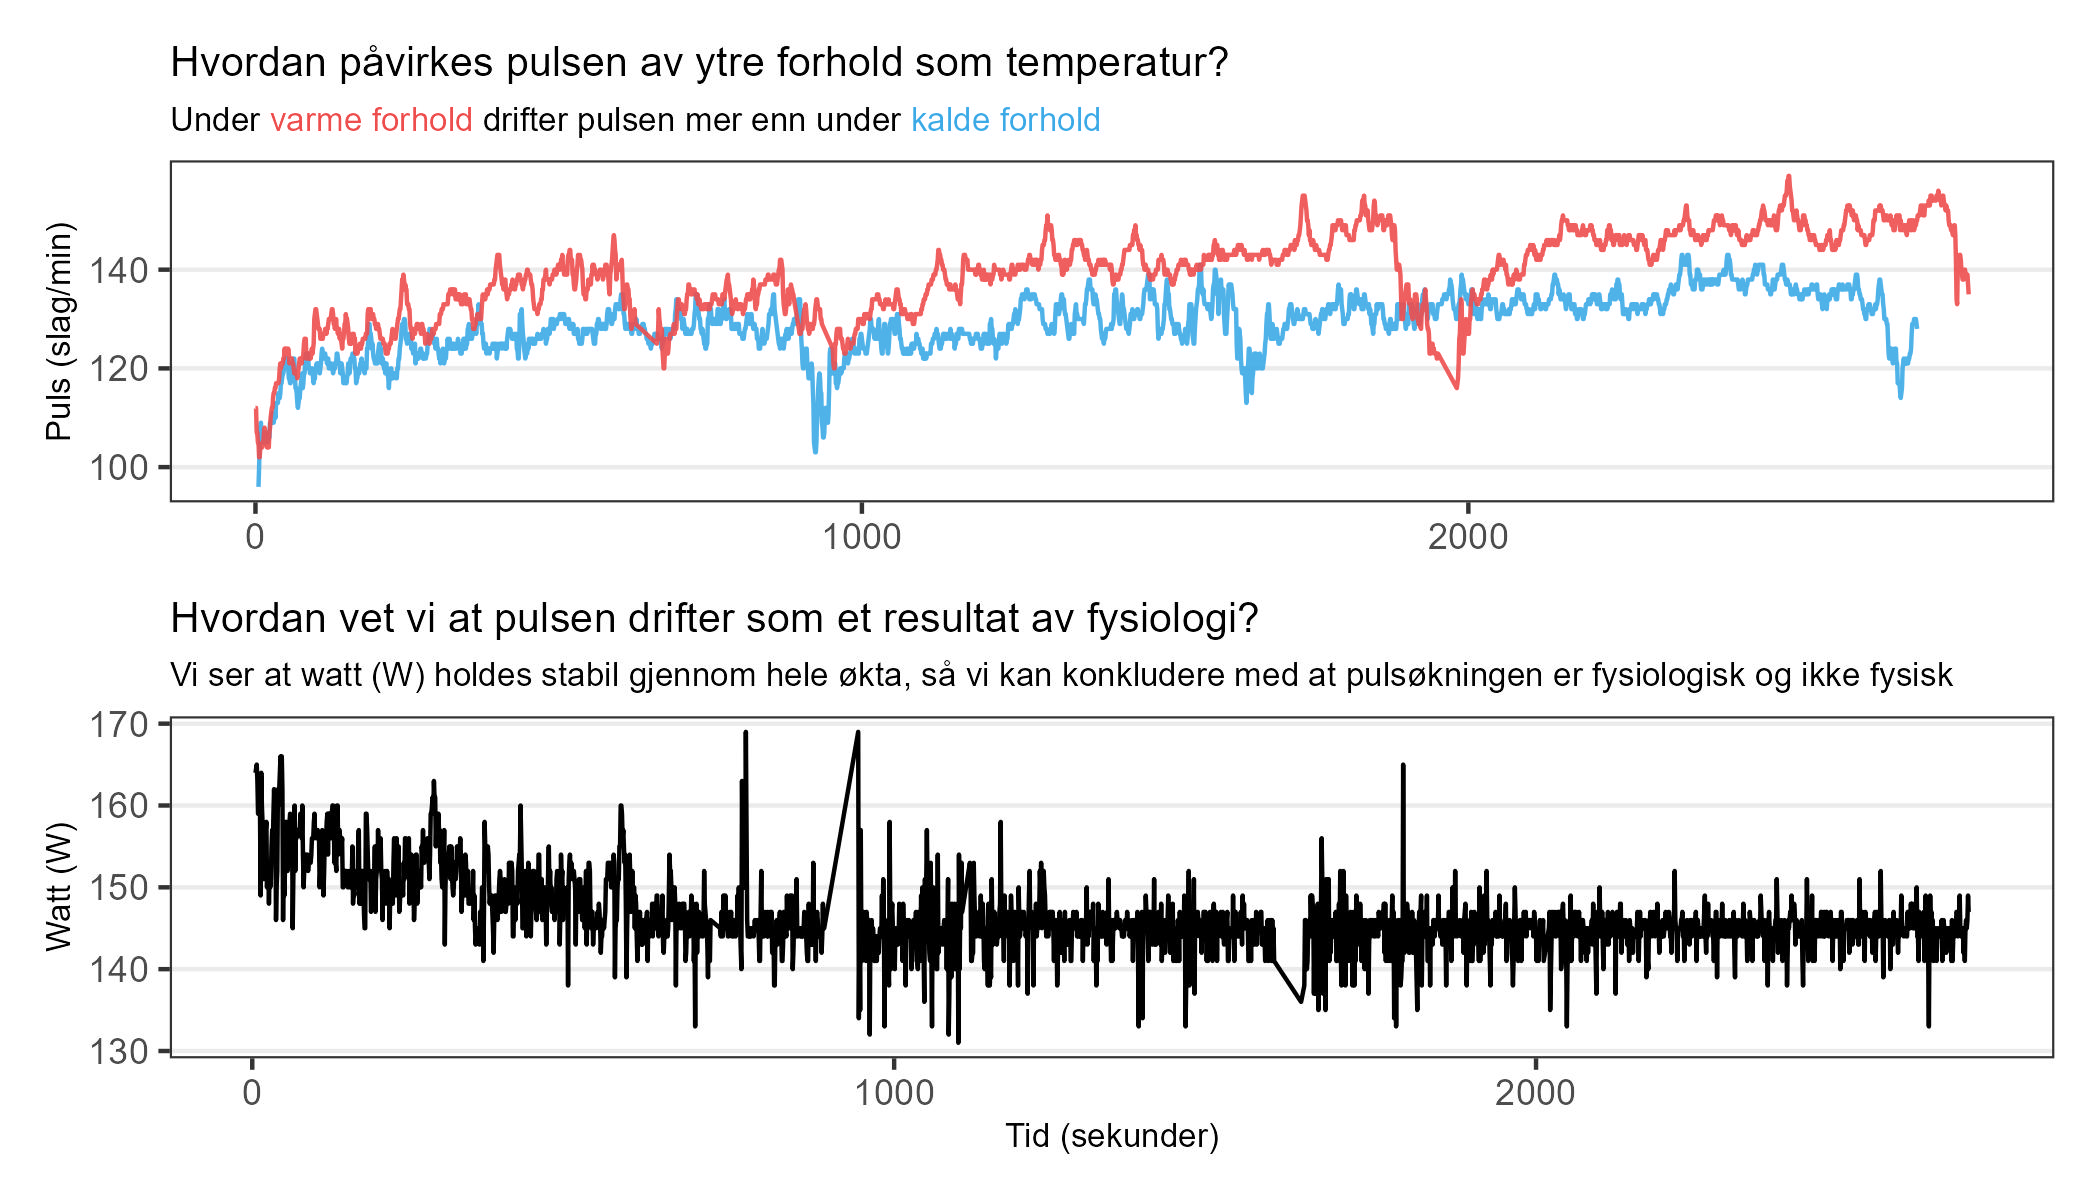 Hvordan påvirkes pulsen av ytre forhold som temperatur?
Under varme forhold drifter pulsen mer enn under kalde forhold
Puls (slag/min)
140
120
100
0
1000
2000
Hvordan vet vi at pulsen drifter som et resultat av fysiologi?
Vi ser at watt (W) holdes stabil gjennom hele økta, så vi kan konkludere med at pulsøkningen er fysiologisk og ikke fysisk
Watt (W)
170
160
150
140
130
0
1000
2000
Tid (sekunder)